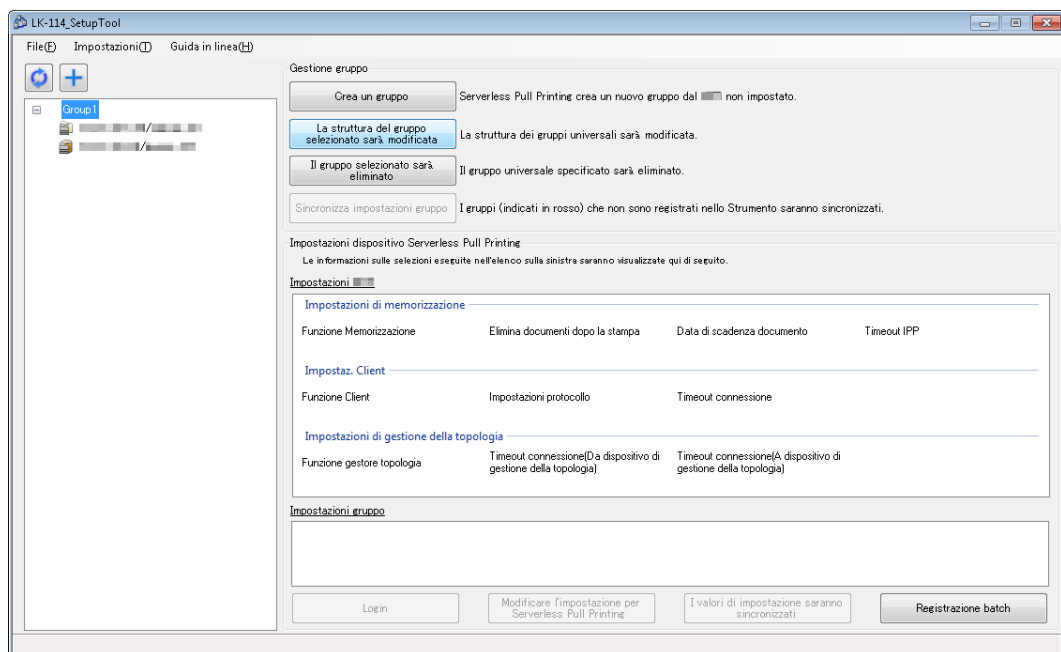 LK-114_SetupTool
File(F) Impostazioni(T) Guida in linea(H)
Group1
Gestione gruppo
Crea un gruppo
Serverless Pull Printing crea un nuovo gruppo dal non impostato.
La struttura del gruppo
selezionato sarà modificata
La struttura dei gruppi universali sarà modificata.
Il gruppo selezionato sarà
eliminato
Il gruppo universale specificato sarà eliminato.
Sincronizza impostazioni gruppo
I gruppi (indicati in rosso) che non sono registrati nello Strumento saranno sincronizzati.
Impostazioni dispositivo Serverless Pull Printing
Le informazioni sulle selezioni eseguite nell'elenco sulla sinistra saranno visualizzate qui di seguito.
Impostazioni
Impostazioni di memorizzazione
Funzione Memorizzazione Elimina documenti dopo la stampa Data di scadenza documento Timeout IPP
Impostaz. Client
Funzione Client Impostazioni protocollo Timeout connessione
Impostazioni di gestione della topologia
Funzione gestore topologia
Timeout connessione(Da dispositivo di
gestione della topologia)
Timeout connessione(A dispositivo di
gestione della topologia)
Impostazioni gruppo
Login
Modificare l'impostazione per
Serverless Pull Printing
I valori di impostazione saranno
sincronizzati
Registrazione batch